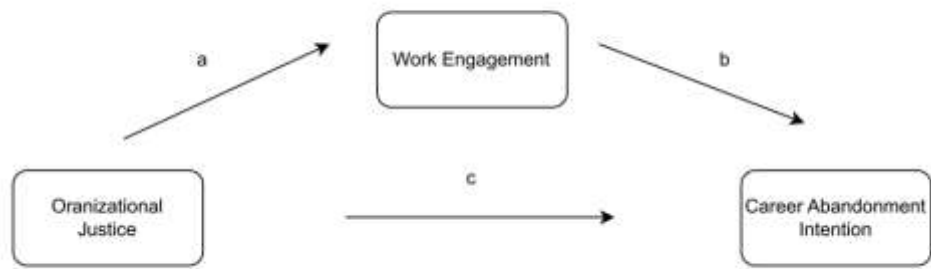 a
Work Engagement
b
Oranizational
Justice
c
Career Abandonment
Intention